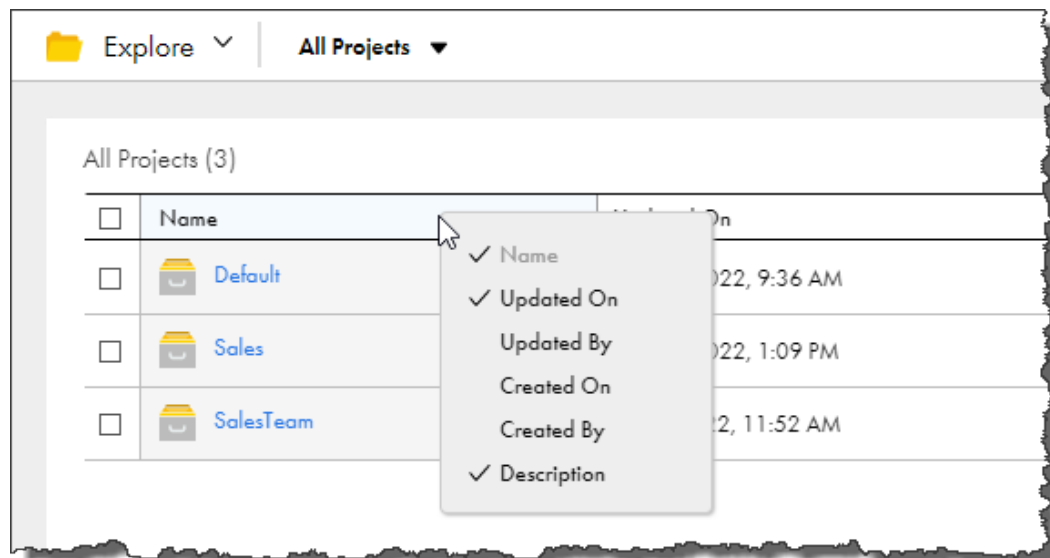 Explore All Projects
All Projects (3)
Name On
Name
Default 022, 9:36 AM
Updated On
Updated By
Sales 022, 1:09 PM
Created On
SalesTeam 22, 11:52 AM
Created By
Description